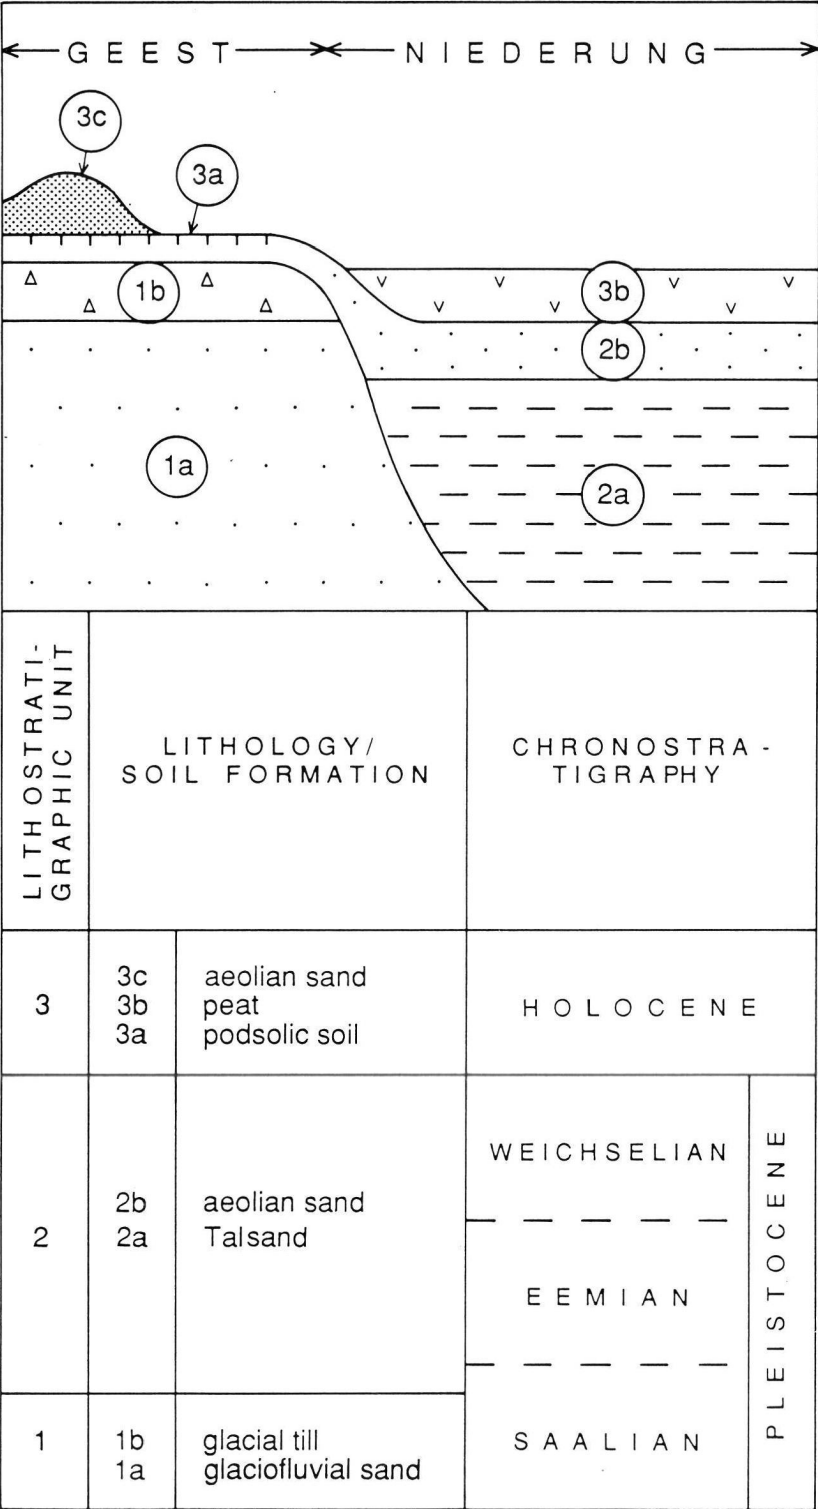 GEEST NIEDERUNG
3c
3a
1b
3b
2b
1a
2a
LITHOSTRATI-
GRAPHIC UNIT
LITHOLOGY/
SOIL FORMATION
CHRONOSTRA-
TIGRAPHY
3
3c aeolian sand
3b peat
3a podsolic soil
HOLOCENE
2
2b aeolian sand
2a Talsand
WEICHSELIAN
EEMIAN
PLEISTOCENE
1
1b glacial till
1a glaciofluvial sand
SAALIAN